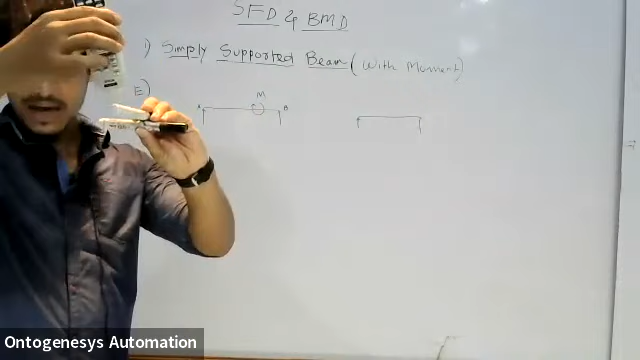 SFD & BMD
1) Simply Supported Beam (With Moment)
E)
M
A B
Ontogenesys Automation